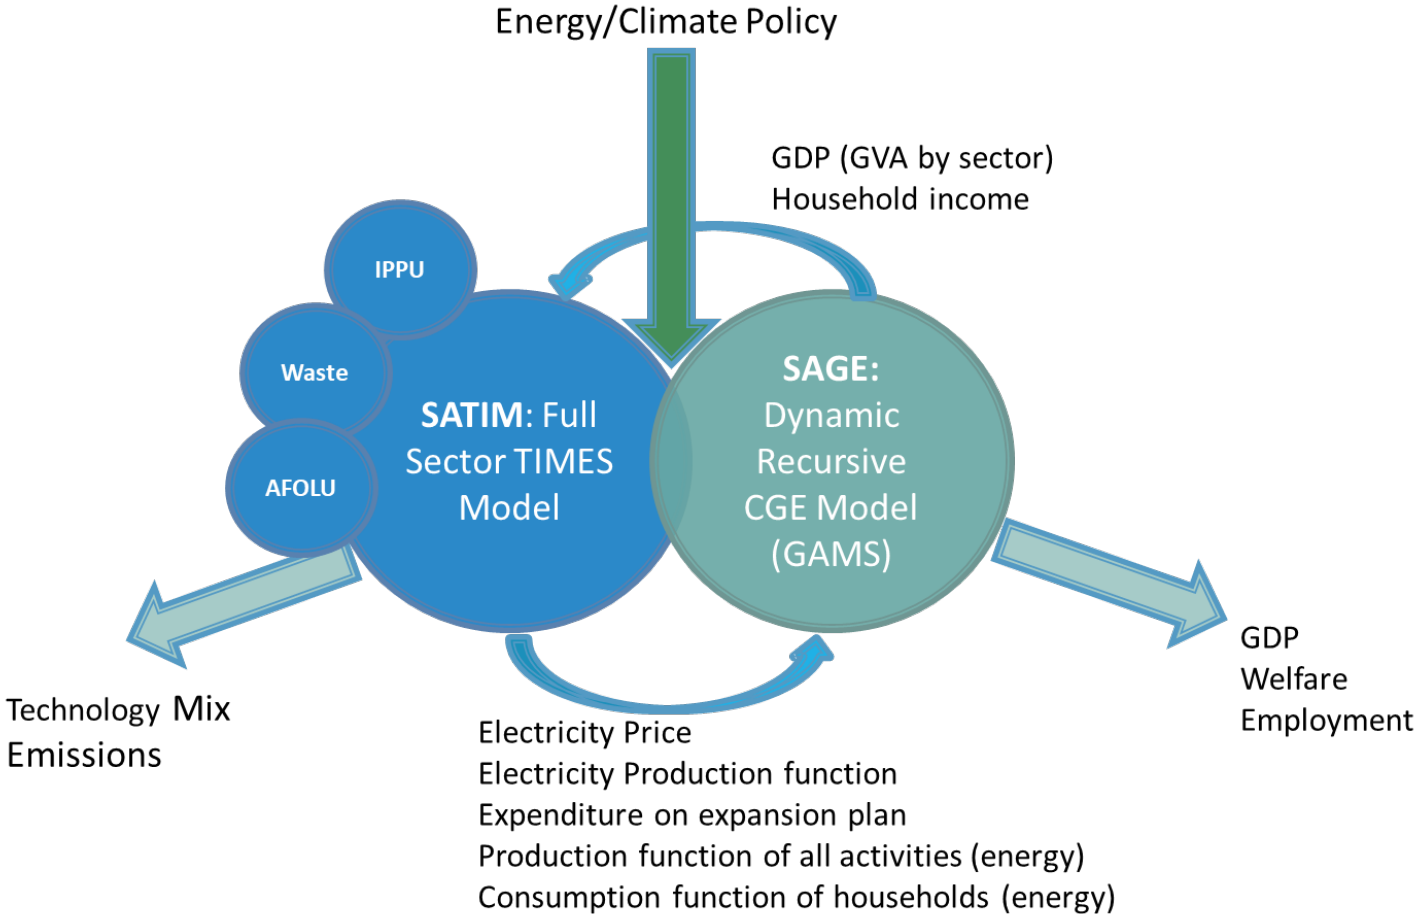 Energy/Climate Policy
GDP (GVA by sector)
Household income
IPPU
Waste
AFOLU
SATIM: Full
Sector TIMES
Model
SAGE:
Dynamic
Recursive
CGE Model
(GAMS)
Technology Mix
Emissions
GDP
Welfare
Employment
Electricity Price
Electricity Production function
Expenditure on expansion plan
Production function of all activities (energy)
Consumption function of households (energy)